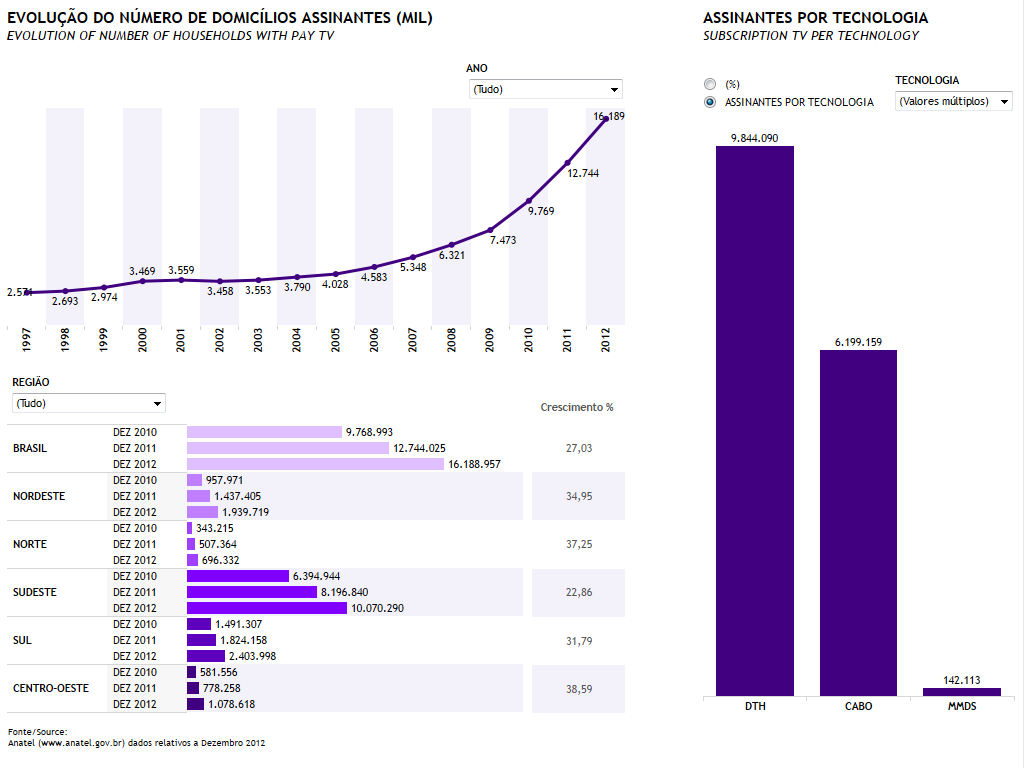 EVOLUÇÃO DO NÚMERO DE DOMICÍLIOS ASSINANTES (MIL)
EVOLUTION OF NUMBER OF HOUSEHOLDS WITH PAY TV
ANO
(Tudo)
16.189
12.744
9.769
7.473
6.321
5.348
4.583
4.028
3.790
3.553
3.458
3.559
3.469
2.974
2.693
2.571
1997
1998
1999
2000
2001
2002
2003
2004
2005
2006
2007
2008
2009
2010
2011
2012
REGIÃO
(Tudo)
Crescimento %
BRASIL
DEZ 2010 9.768.993
DEZ 2011 12.744.025 27,03
DEZ 2012 16.188.957
NORDESTE
DEZ 2010 957.971
DEZ 2011 1.437.405 34,95
DEZ 2012 1.939.719
NORTE
DEZ 2010 343.215
DEZ 2011 507.364 37,25
DEZ 2012 696.332
SUDESTE
DEZ 2010 6.394.944
DEZ 2011 8.196.840 22,86
DEZ 2012 10.070.290
SUL
DEZ 2010 1.491.307
DEZ 2011 1.824.158 31,79
DEZ 2012 2.403.998
CENTRO-OESTE
DEZ 2010 581.556
DEZ 2011 778.258 38,59
DEZ 2012 1.078.618
Fonte/Source:
Anatel (www.anatel.gov.br) dados relativos a Dezembro 2012
ASSINANTES POR TECNOLOGIA
SUBSCRIPTION TV PER TECHNOLOGY
(%)
ASSINANTES POR TECNOLOGIA
TECNOLOGIA
(Valores múltiplos)
9.844.090
6.199.159
142.113
DTH
CABO
MMDS